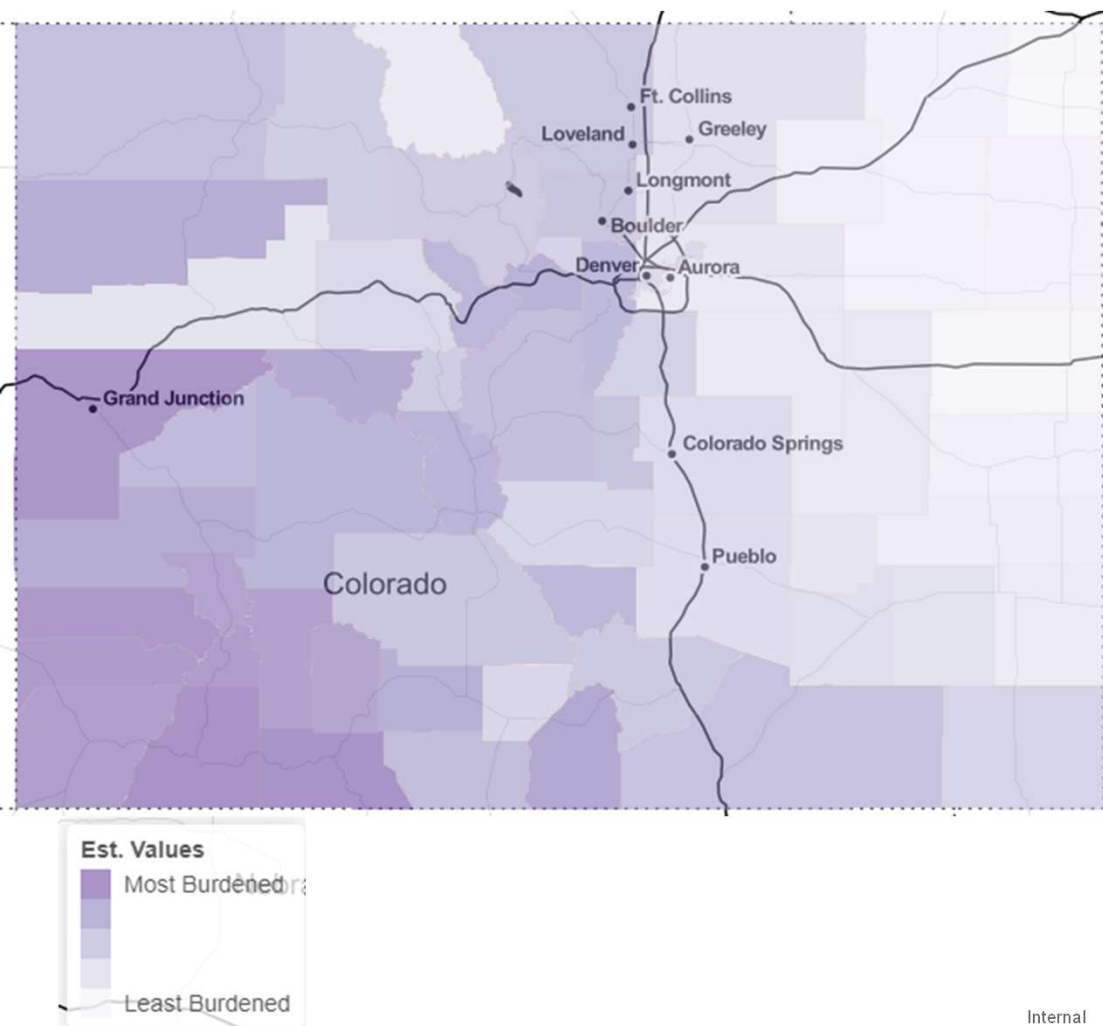 Ft. Collins
Loveland
Greeley
Longmont
Boulder
Denver
Aurora
Grand Junction
Colorado Springs
Pueblo
Colorado
Est. Values
Most Burdened
Least Burdened
Internal